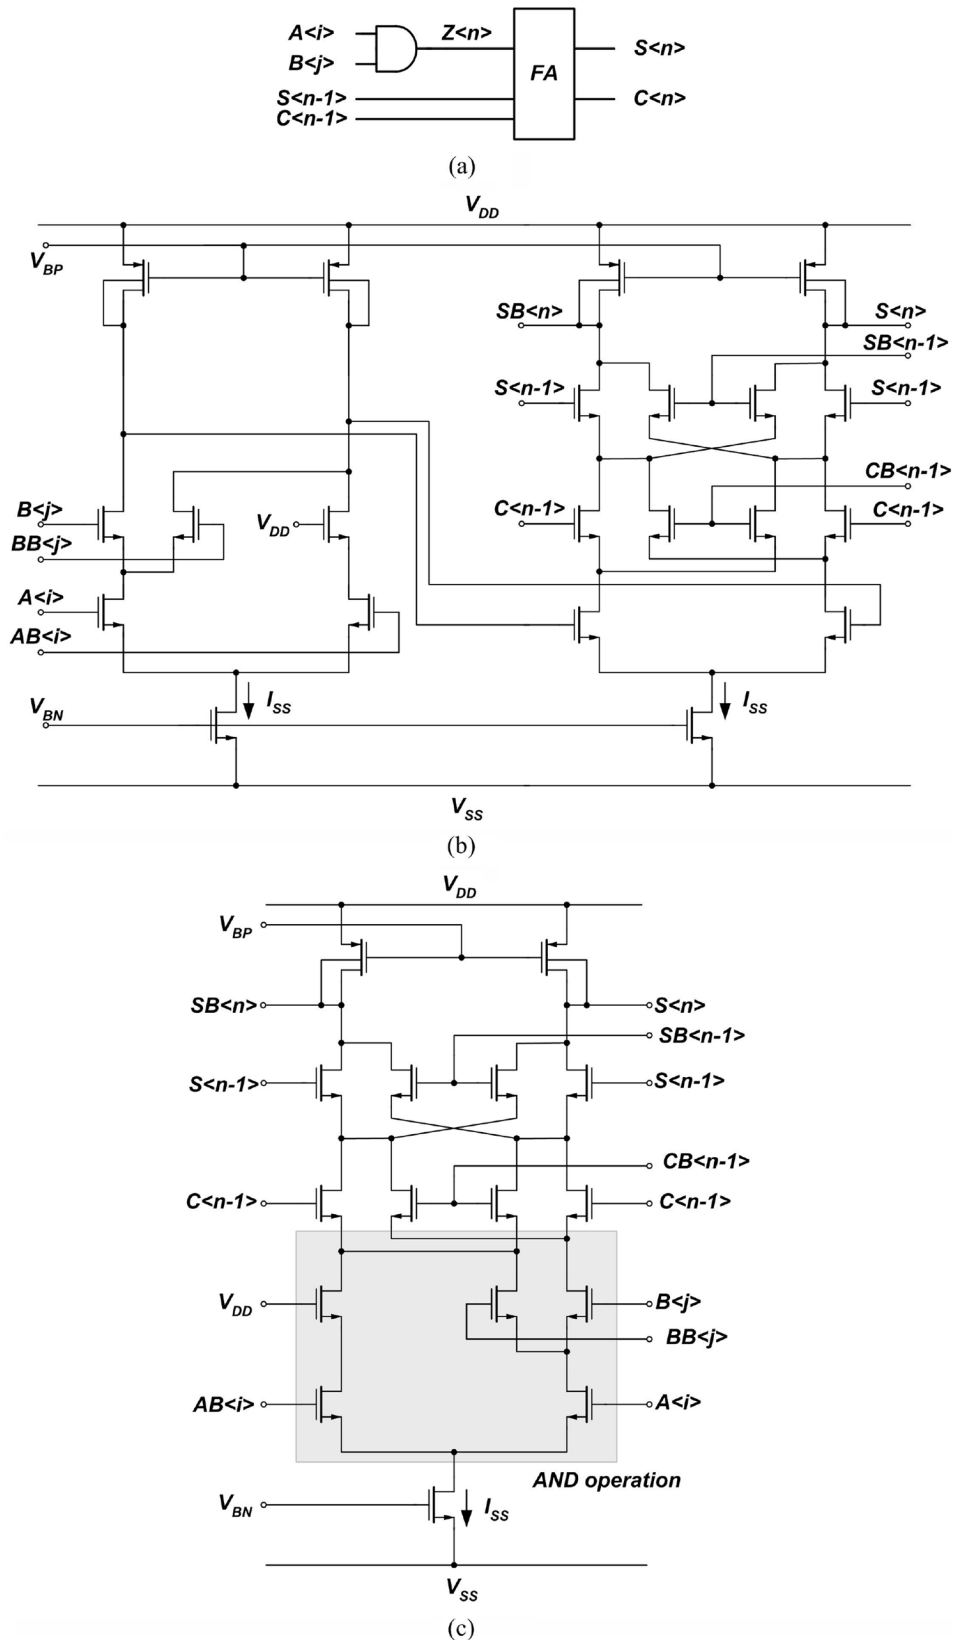 A<i> Z<n> S<n>
B<j> FA
S<n-1> C<n>
C<n-1>
(a)
VDD
VBP
SB<n> S<n>
SB<n-1>
S<n-1> S<n-1>
CB<n-1>
B<j> VDD C<n-1> C<n-1>
BB<j>
A<i>
AB<i>
VBN ISS ISS
VSS
(b)
VDD
VBP
SB<n> S<n>
SB<n-1>
S<n-1> S<n-1>
CB<n-1>
C<n-1> C<n-1>
VDD B<j>
BB<j>
AB<i> A<i>
AND operation
VBN ISS
VSS
(c)